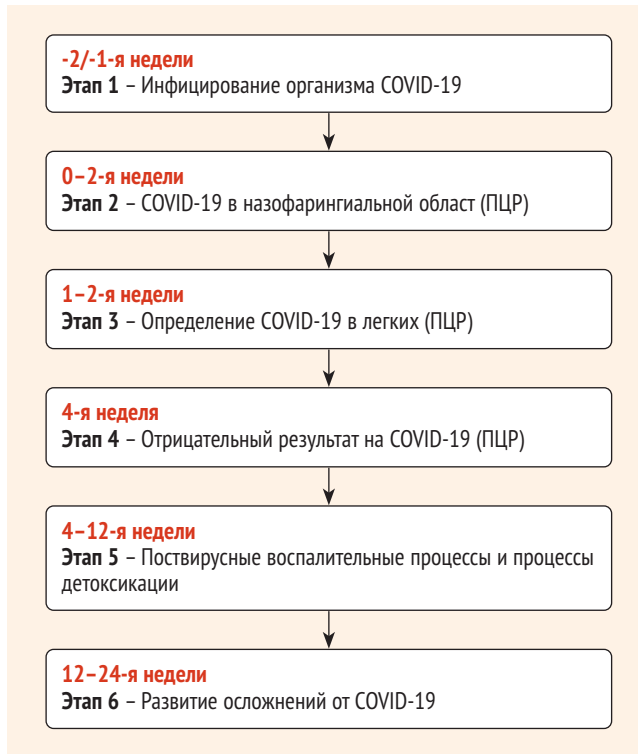 -2/-1-я недели
Этап 1 – Инфицирование организма COVID-19
0–2-я недели
Этап 2 – COVID-19 в назофарингиальной област (ПЦР)
1–2-я недели
Этап 3 – Определение COVID-19 в легких (ПЦР)
4-я неделя
Этап 4 – Отрицательный результат на COVID-19 (ПЦР)
4–12-я недели
Этап 5 – Поствирусные воспалительные процессы и процессы
детоксикации
12–24-я недели
Этап 6 – Развитие осложнений от COVID-19